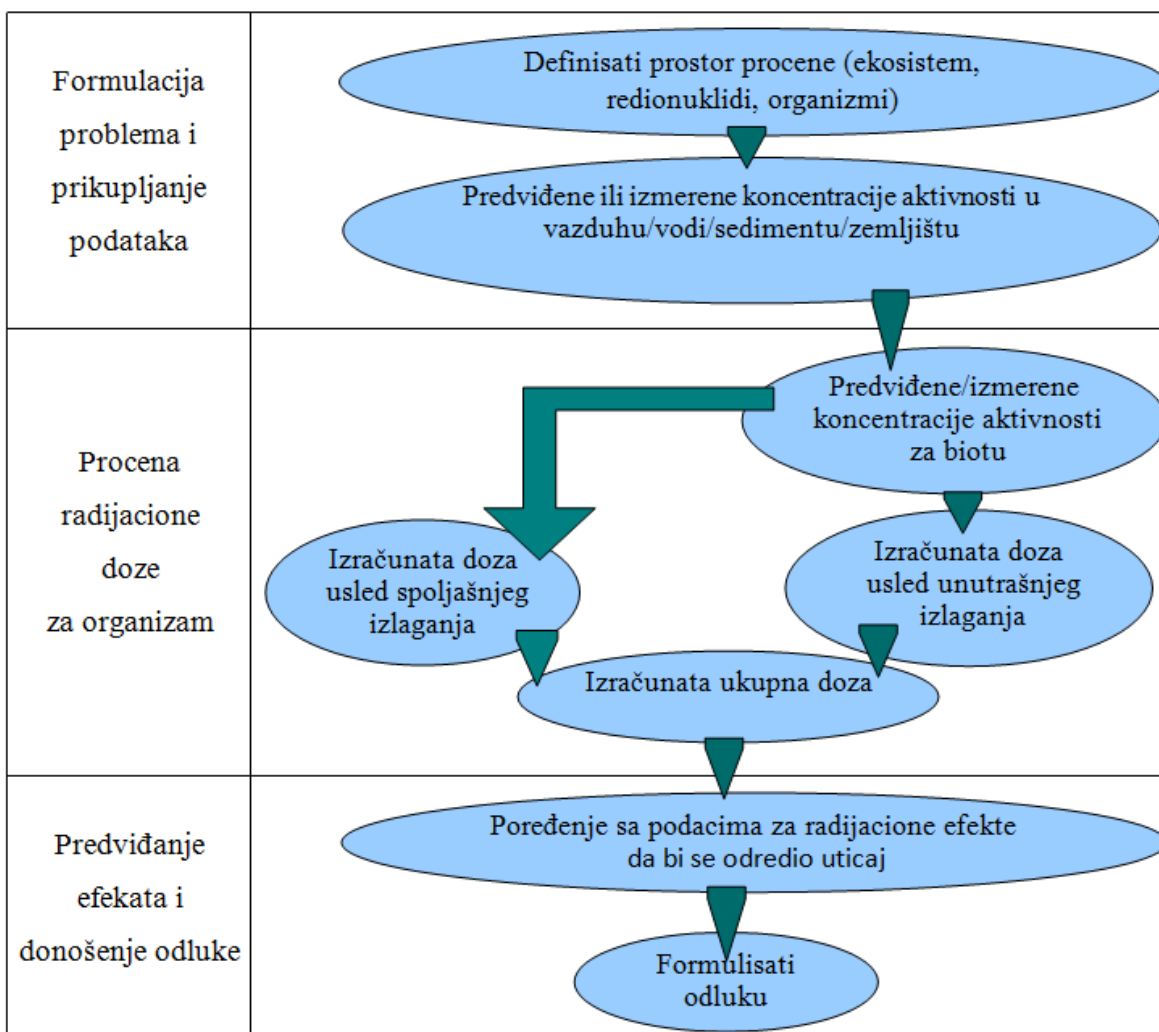 Formulacija
problema i
prikupljanje
podataka
Definisati prostor procene (ekosistem,
redionuklidi, organizmi)
Predviđene ili izmerene koncentracije aktivnosti u
vazduhu/vodi/sedimentu/zemljištu
Procena
radijacione
doze
za organizam
Predviđene/izmerene
koncentracije aktivnosti
za biotu
Izračunata doza
usled spoljašnjeg
izlaganja
Izračunata doza
usled unutrašnjeg
izlaganja
Izračunata ukupna doza
Predviđanje
efekata i
donošenje odluke
Poređenje sa podacima za radijacione efekte
da bi se odredio uticaj
Formulisati
odluku